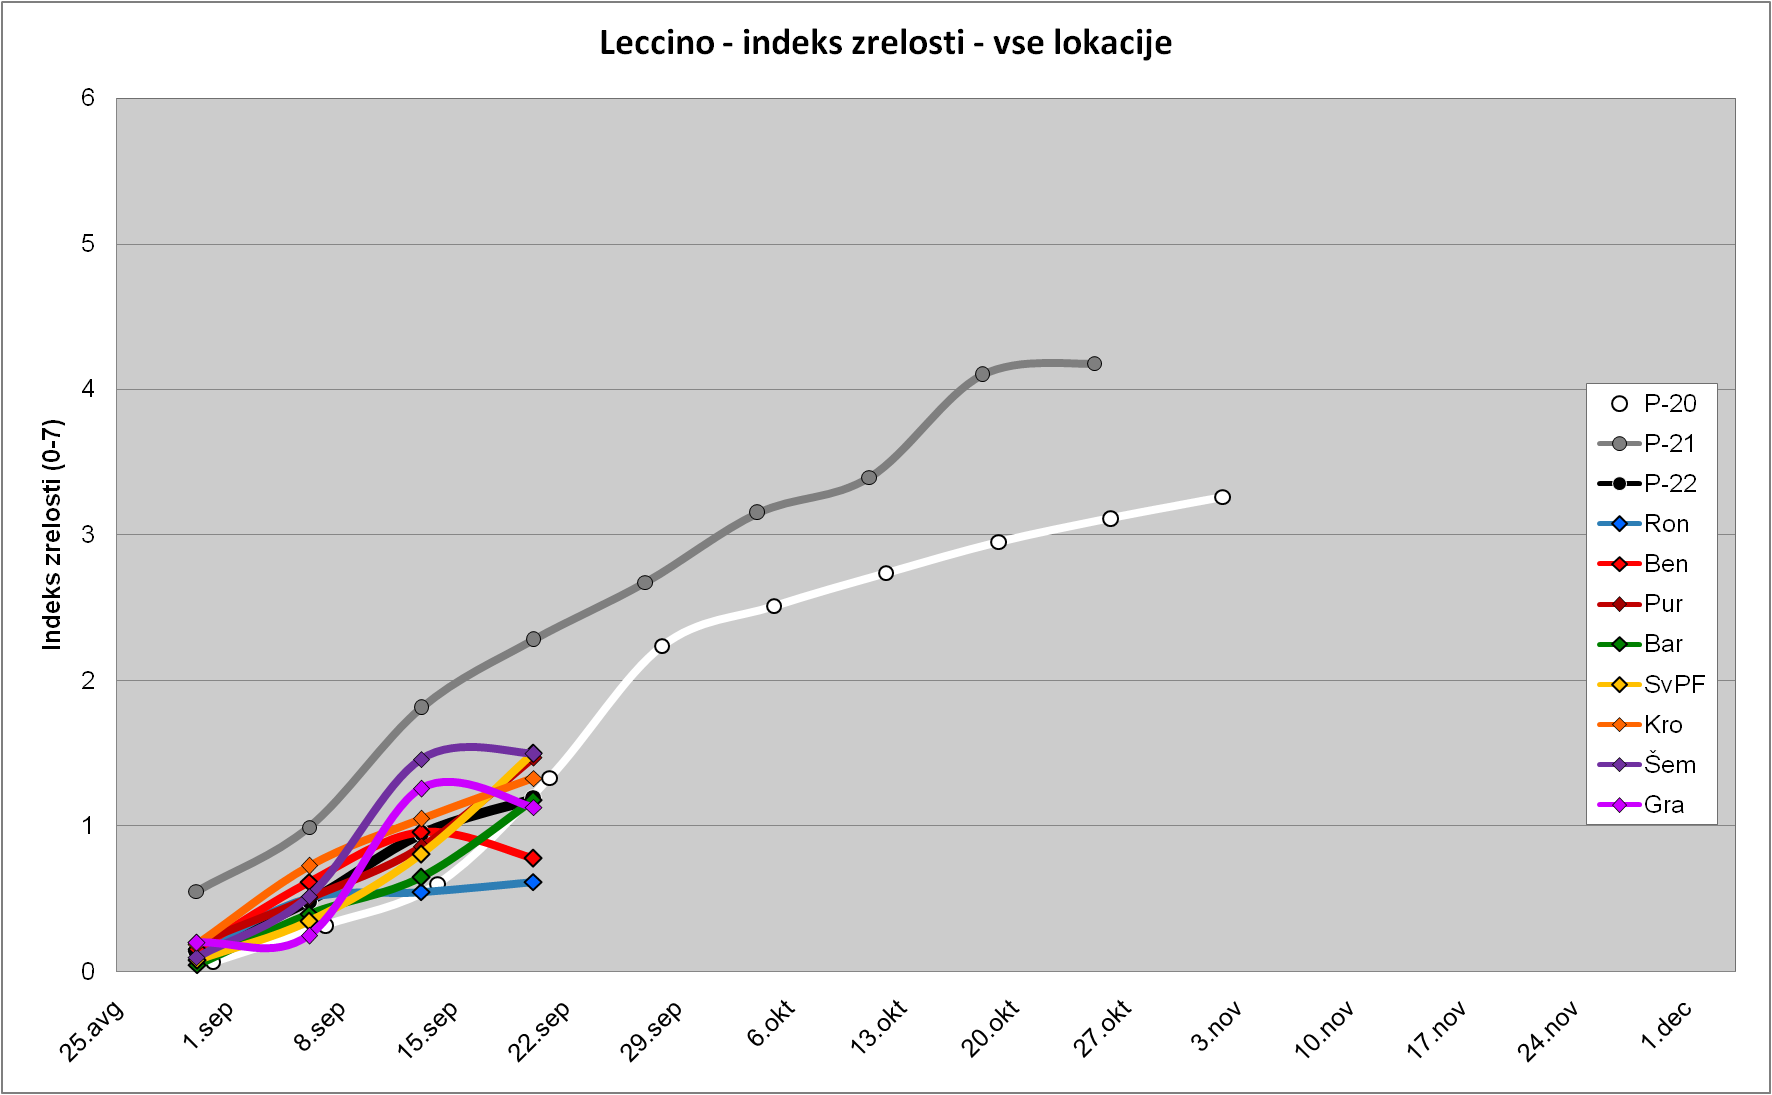 Leccino - indeks zrelosti - vse lokacije
Indeks zrelosti (0-7)
6
5
4
3
2
1
0
25.avg
1.sep
8.sep
15.sep
22.sep
29.sep
6.okt
13.okt
20.okt
27.okt
3.nov
10.nov
17.nov
24.nov
1.dec
P-20
P-21
P-22
Ron
Ben
Pur
Bar
SvPF
Kro
Šem
Gra